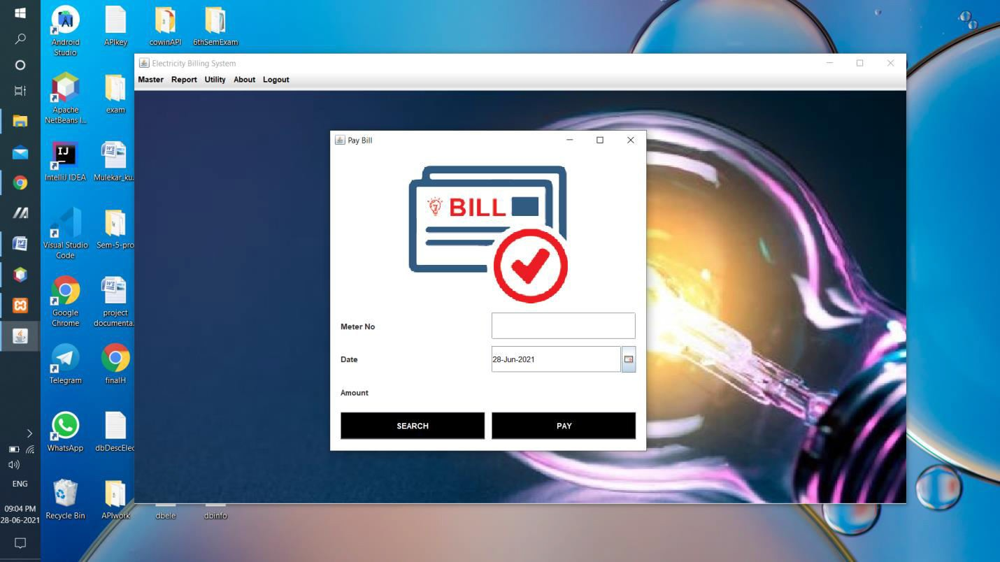 Android
Studio
APIkey
cowinAPI
6thSemExam
Apache
NetBeans I...
exam
IntelliJ IDEA
Mulekar_ku...
Visual Studio
Code
Sem-5-pro
Google
Chrome
project
documenta...
Telegram
finalH
WhatsApp
dbDescElec
Recycle Bin
APIwork
dbele
dbinfo
ENG
09:04 PM
28-06-2021
Electricity Billing System
Master Report Utility About Logout
Pay Bill
BILL
Meter No
Date 28-Jun-2021
Amount
SEARCH PAY